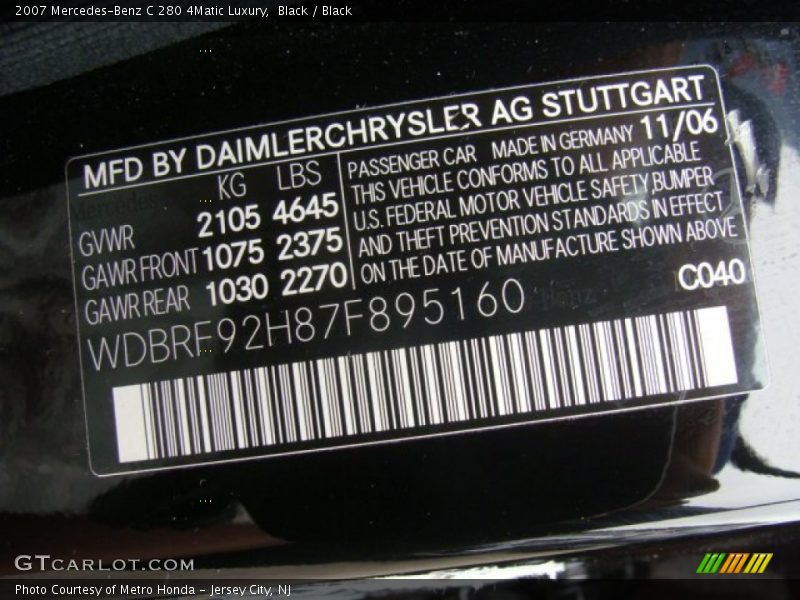 2007 Mercedes-Benz C 280 4Matic Luxury,  Black / Black
MFD BY DAIMLERCHRYSLER AG STUTTGART
KG LBS
GVWR 2105 4645
GAWR FRONT 1075 2375
GAWR REAR 1030 2270
PASSENGER CAR MADE IN GERMANY 11/06
THIS VEHICLE CONFORMS TO ALL APPLICABLE
U.S. FEDERAL MOTOR VEHICLE SAFETY, BUMPER
AND THEFT PREVENTION STANDARDS IN EFFECT
ON THE DATE OF MANUFACTURE SHOWN ABOVE
C040
WDBRF92H87F895160
GTCARLOT.COM
Photo Courtesy of Metro Honda - Jersey City, NJ